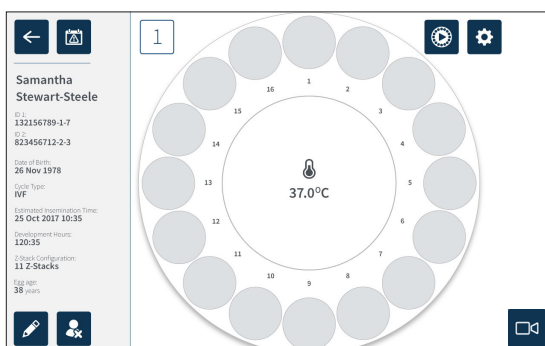 1
Samantha
Stewart-Steele
ID 1:
132156789-1-7
ID 2:
823456712-2-3
Date of Birth:
26 Nov 1978
Cycle Type:
IVF
Estimated Insemination Time:
25 Oct 2017 10:35
Development Hours:
120:35
Z-Stack Configuration:
11 Z-Stacks
Egg age:
38 years
1
2
3
4
5
6
7
8
9
10
11
12
13
14
15
16
37.0°C